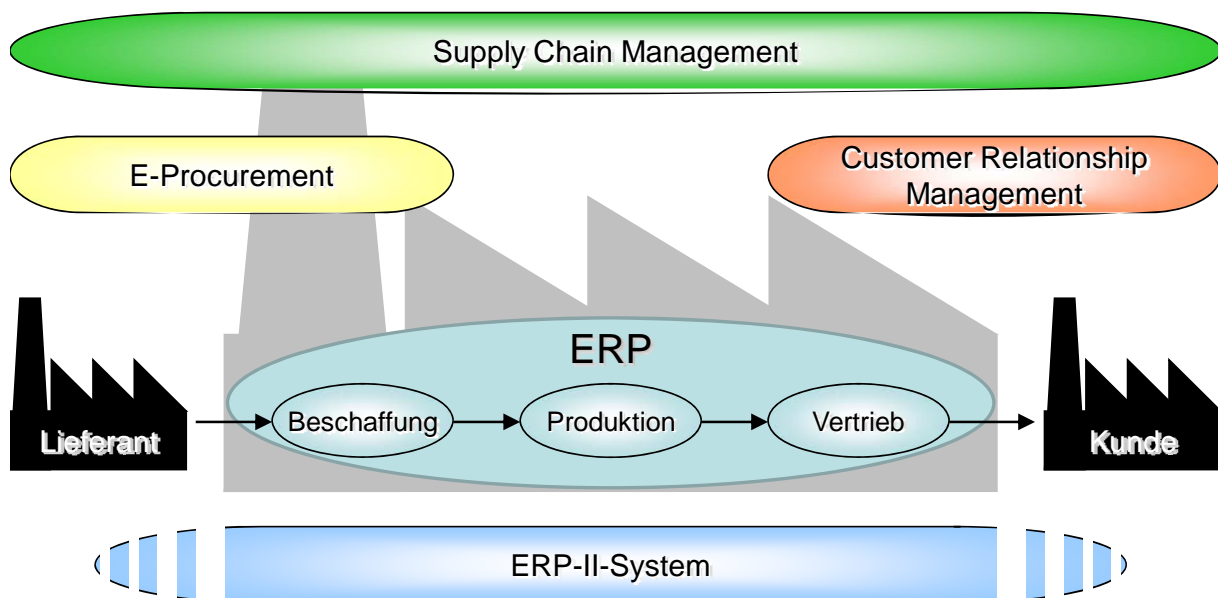 Supply Chain Management
E-Procurement
Customer Relationship
Management
ERP
Lieferant
Beschaffung
Produktion
Vertrieb
Kunde
ERP-II-System